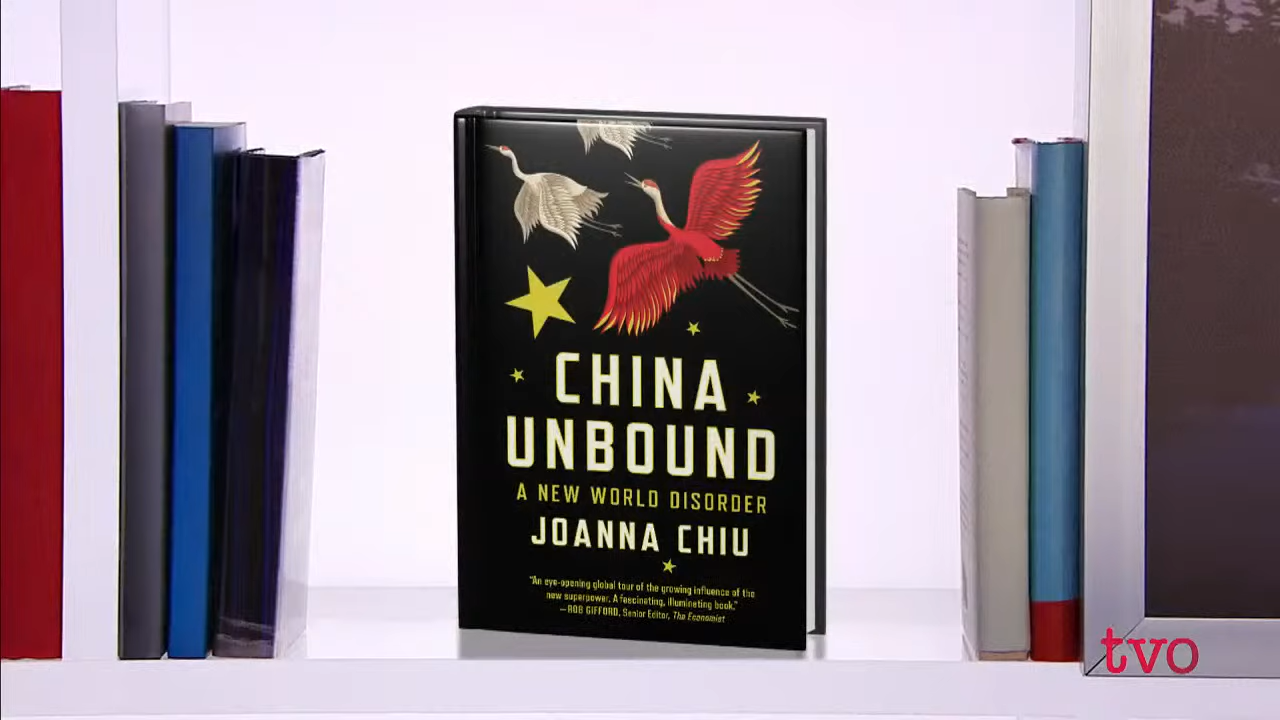 CHINA
UNBOUND
A NEW WORLD DISORDER
JOANNA CHIU
"An eye-opening global tour of the growing influence of the
new superpower. A fascinating, illuminating book."
—ROB GIFFORD, Senior Editor, The Economist
tvo